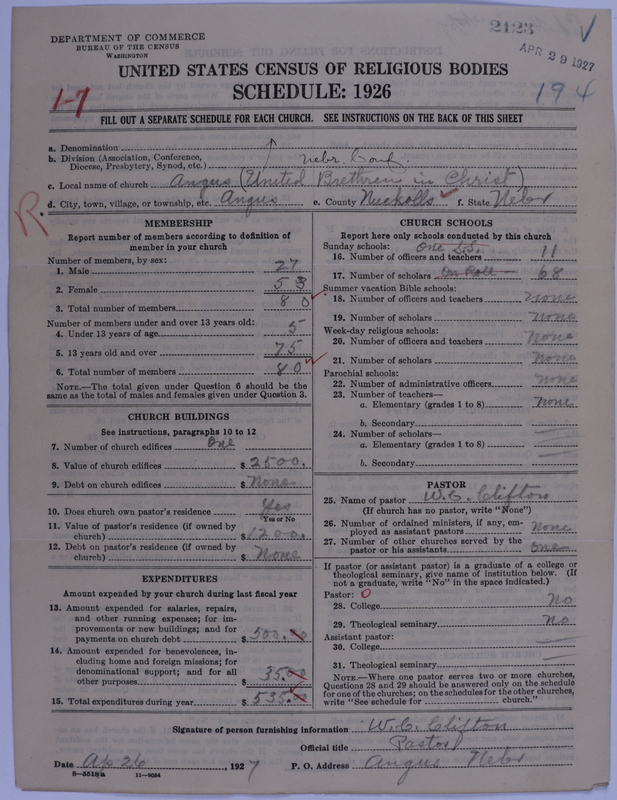 DEPARTMENT OF COMMERCE
BUREAU OF THE CENSUS
WASHINGTON
2123
APR 29 1927
UNITED STATES CENSUS OF RELIGIOUS BODIES
SCHEDULE: 1926
1-7
194
FILL OUT A SEPARATE SCHEDULE FOR EACH CHURCH. SEE INSTRUCTIONS ON THE BACK OF THIS SHEET
a. Denomination
b. Division (Association, Conference, Diocese, Presbytery, Synod, etc.) Nebr. Conf.
c. Local name of church Angus (United Brethren in Christ)
d. City, town, village, or township, etc. Angus e. County Nuckolls f. State Nebr
R.
MEMBERSHIP
Report number of members according to definition of member in your church
Number of members, by sex:
1. Male 27
2. Female 53
3. Total number of members 80
Number of members under and over 13 years old:
4. Under 13 years of age 5
5. 13 years old and over 75
6. Total number of members 80
NOTE.—The total given under Question 6 should be the same as the total of males and females given under Question 3.
CHURCH BUILDINGS
See instructions, paragraphs 10 to 12
7. Number of church edifices One
8. Value of church edifices $2500.
9. Debt on church edifices $None
10. Does church own pastor's residence Yes
Yes or No
11. Value of pastor's residence (if owned by church) $1200.
12. Debt on pastor's residence (if owned by church) $None
EXPENDITURES
Amount expended by your church during last fiscal year
13. Amount expended for salaries, repairs, and other running expenses; for improvements or new buildings; and for payments on church debt $500.00
14. Amount expended for benevolences, including home and foreign missions; for denominational support; and for all other purposes $35.00
15. Total expenditures during year $535.00
CHURCH SCHOOLS
Report here only schools conducted by this church
Sunday schools: One S.S.
16. Number of officers and teachers 11
17. Number of scholars On Roll 68
Summer vacation Bible schools:
18. Number of officers and teachers None
19. Number of scholars None
Week-day religious schools:
20. Number of officers and teachers None
21. Number of scholars None
Parochial schools:
22. Number of administrative officers None
23. Number of teachers—
a. Elementary (grades 1 to 8) None
b. Secondary
24. Number of scholars—
a. Elementary (grades 1 to 8)
b. Secondary
PASTOR
25. Name of pastor W.C. Clifton
(If church has no pastor, write "None")
26. Number of ordained ministers, if any, employed as assistant pastors None
27. Number of other churches served by the pastor or his assistants One
If pastor (or assistant pastor) is a graduate of a college or theological seminary, give name of institution below. (If not a graduate, write "No" in the space indicated.)
Pastor: 0
28. College No
29. Theological seminary No
Assistant pastor:
30. College
31. Theological seminary
NOTE.—Where one pastor serves two or more churches, Questions 28 and 29 should be answered only on the schedule for one of the churches; on the schedules for the other churches, write "See schedule for church."
Signature of person furnishing information W.C. Clifton
Official title Pastor
Date Ap 26, 1927 P. O. Address Angus Nebr
8-5518a 11-9084